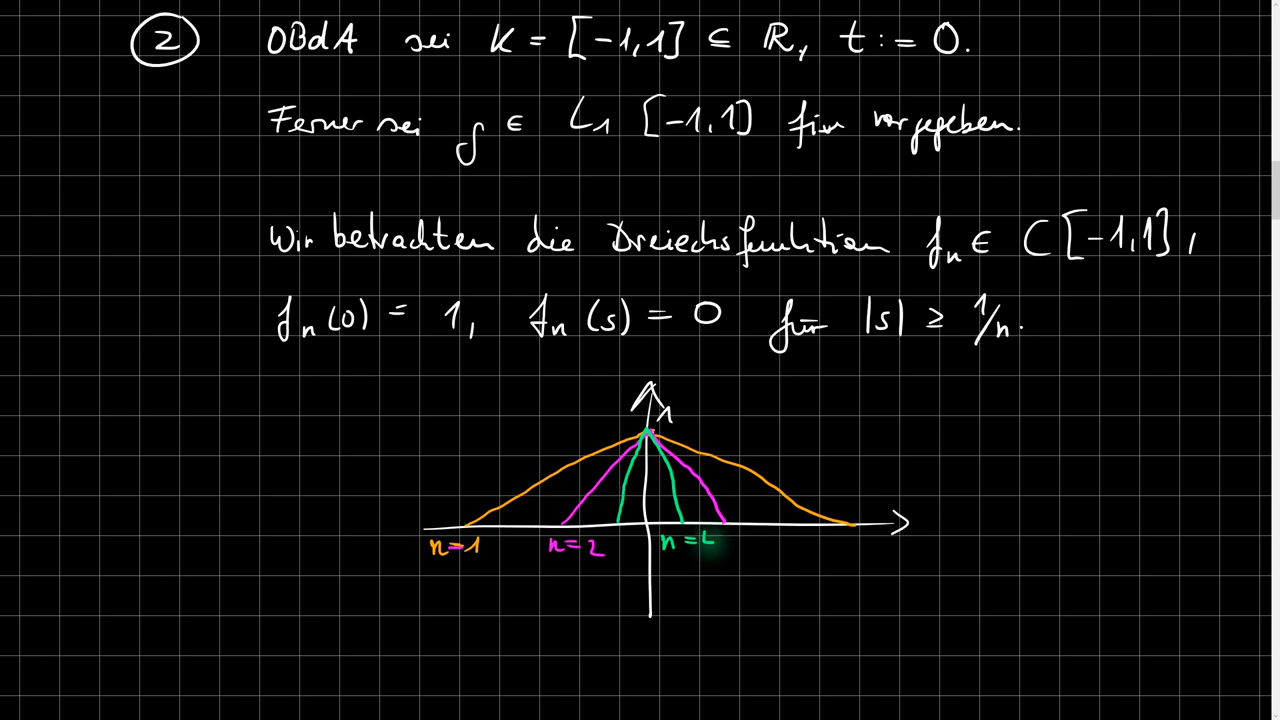 2 OBdA sei K = [-1,1] ⊆ ℝ, t := 0.
Ferner sei g ∈ L₁ [-1,1] fix vorgegeben.
Wir betrachten die Dreiecksfunktion fₙ ∈ C[-1,1],
fₙ(0) = 1, fₙ(s) = 0 für |s| ≥ 1/n.
1
n=1 n=2 n=4